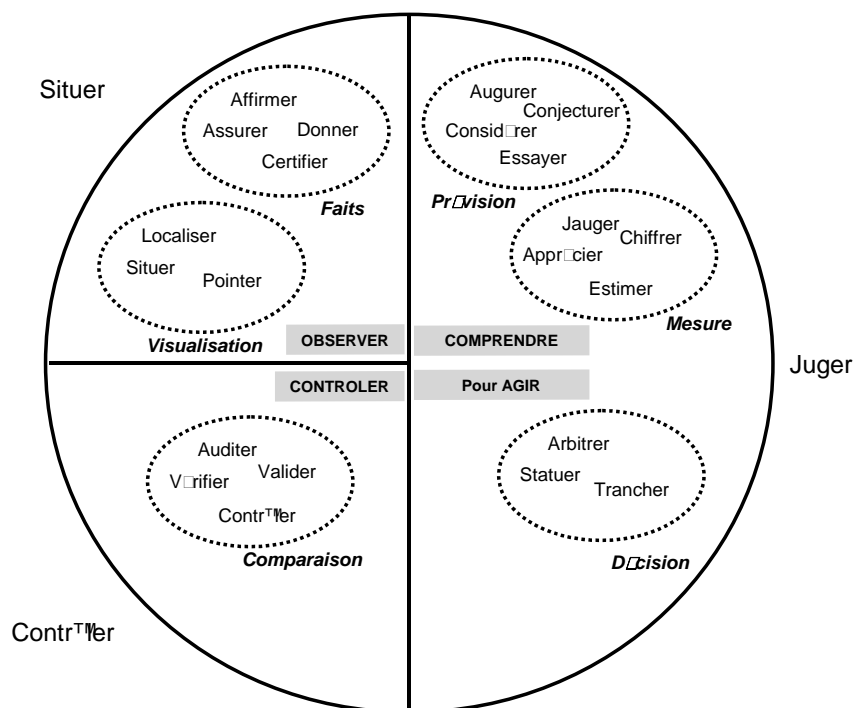 Situer
Affirmer
Assurer
Donner
Certifier
Faits
Localiser
Situer
Pointer
Visualisation
OBSERVER
Augurer
Conjecturer
Consid□rer
Essayer
Pr□vision
Jauger
Chiffrer
Appr□cier
Estimer
Mesure
COMPRENDRE
Juger
CONTROLER
Pour AGIR
Auditer
V□rifier
Valider
Contr™ler
Comparaison
Arbitrer
Statuer
Trancher
D□cision
Contr™ler